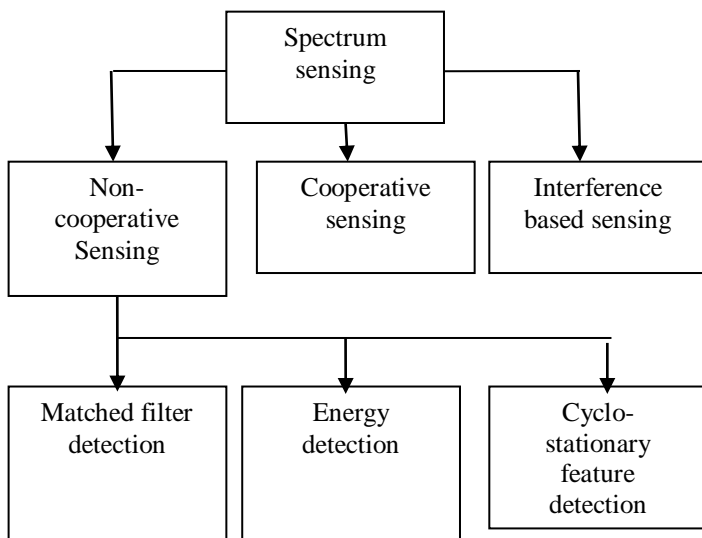 Spectrum
sensing
Non-
cooperative
Sensing
Cooperative
sensing
Interference
based sensing
Matched filter
detection
Energy
detection
Cyclo-
stationary
feature
detection